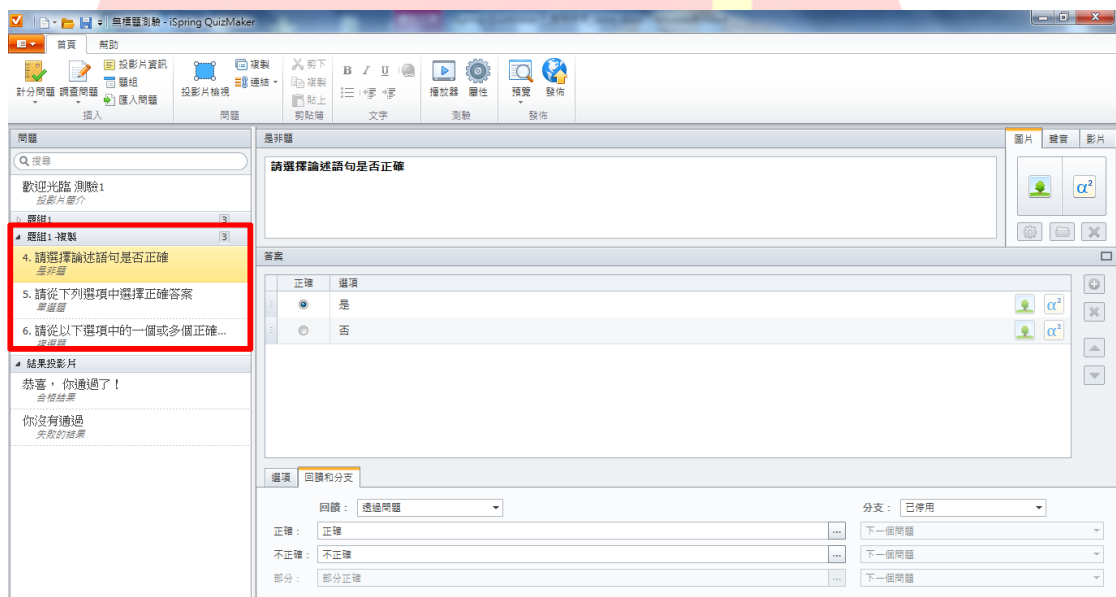 無標題測驗 - iSpring QuizMaker
首頁 幫助
計分問題 調查問題 投影片資訊 題組 匯入問題
插入
投影片檢視 複製 連結
問題
剪下 複製 貼上
剪貼簿
B I U
文字
播放器 屬性
測驗
預覽 發佈
發佈
問題
搜尋
歡迎光臨 測驗1
投影片簡介
題組1 3
題組1-複製 3
4. 請選擇論述語句是否正確
是非題
5. 請從下列選項中選擇正確答案
單選題
6. 請從以下選項中的一個或多個正確...
複選題
結果投影片
恭喜，你通過了！
合格結果
你沒有通過
失敗的結果
是非題
請選擇論述語句是否正確
圖片 聲音 影片
α²
答案
正確 選項
是 α²
否 α²
選項 回饋和分支
回饋： 透過問題 分支： 已停用
正確： 正確 ... 下一個問題
不正確： 不正確 ... 下一個問題
部分： 部分正確 ... 下一個問題